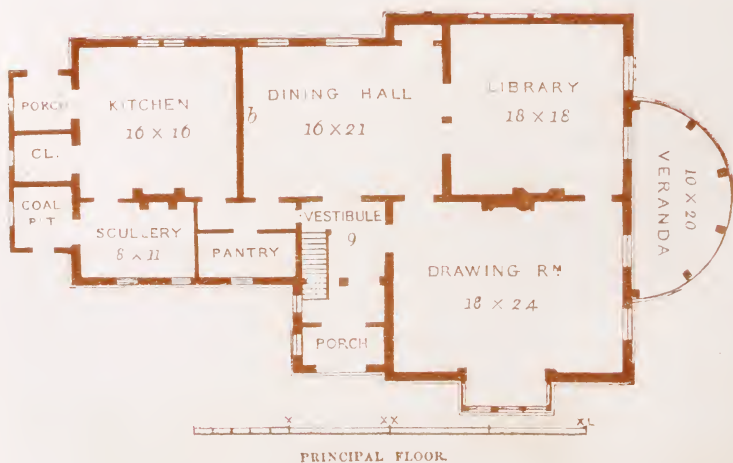 PORCH
KITCHEN
16 X 16
b
DINING HALL
16 X 21
LIBRARY
18 X 18
CL.
COAL
PIT
SCULLERY
8 X 11
PANTRY
VESTIBULE
9
DRAWING RM
18 X 24
VERANDA
10 X 20
PORCH
X
XX
XL
PRINCIPAL FLOOR.